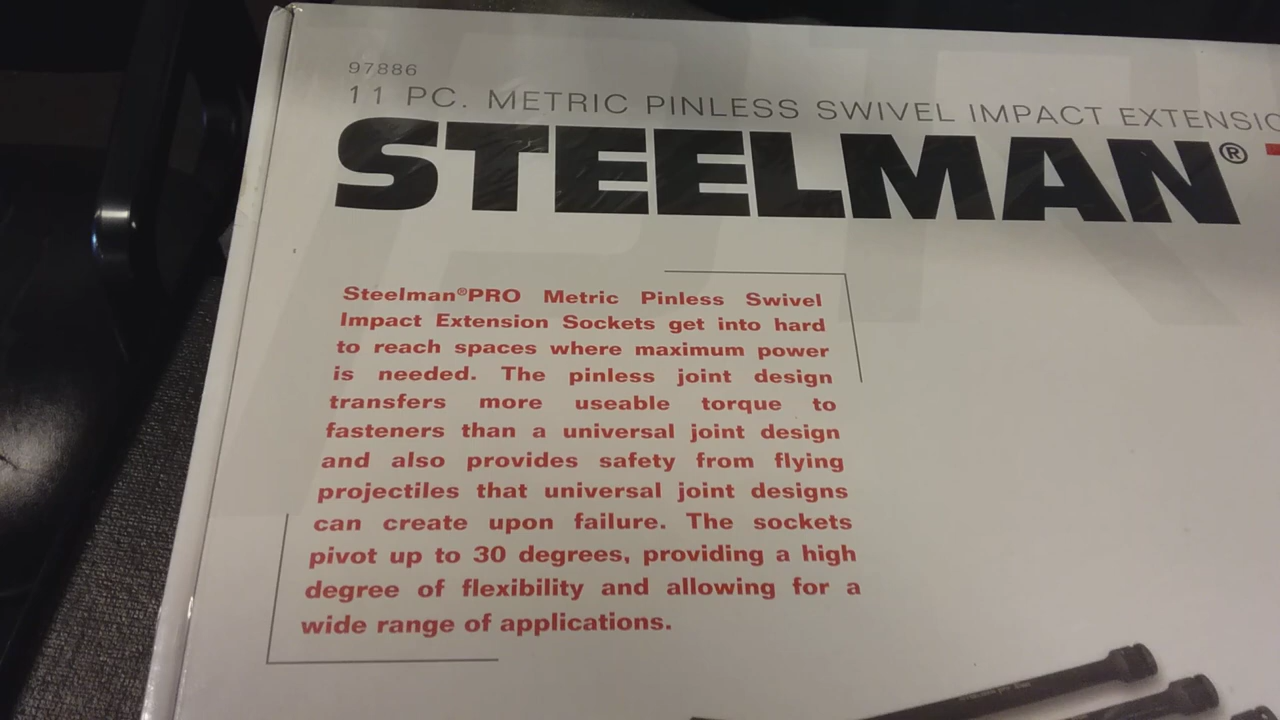 97886
11 PC. METRIC PINLESS SWIVEL IMPACT
STEELMAN®
Steelman®PRO Metric Pinless Swivel
Impact Extension Sockets get into hard
to reach spaces where maximum power
is needed. The pinless joint design
transfers more useable torque to
fasteners than a universal joint design
and also provides safety from flying
projectiles that universal joint designs
can create upon failure. The sockets
pivot up to 30 degrees, providing a high
degree of flexibility and allowing for a
wide range of applications.